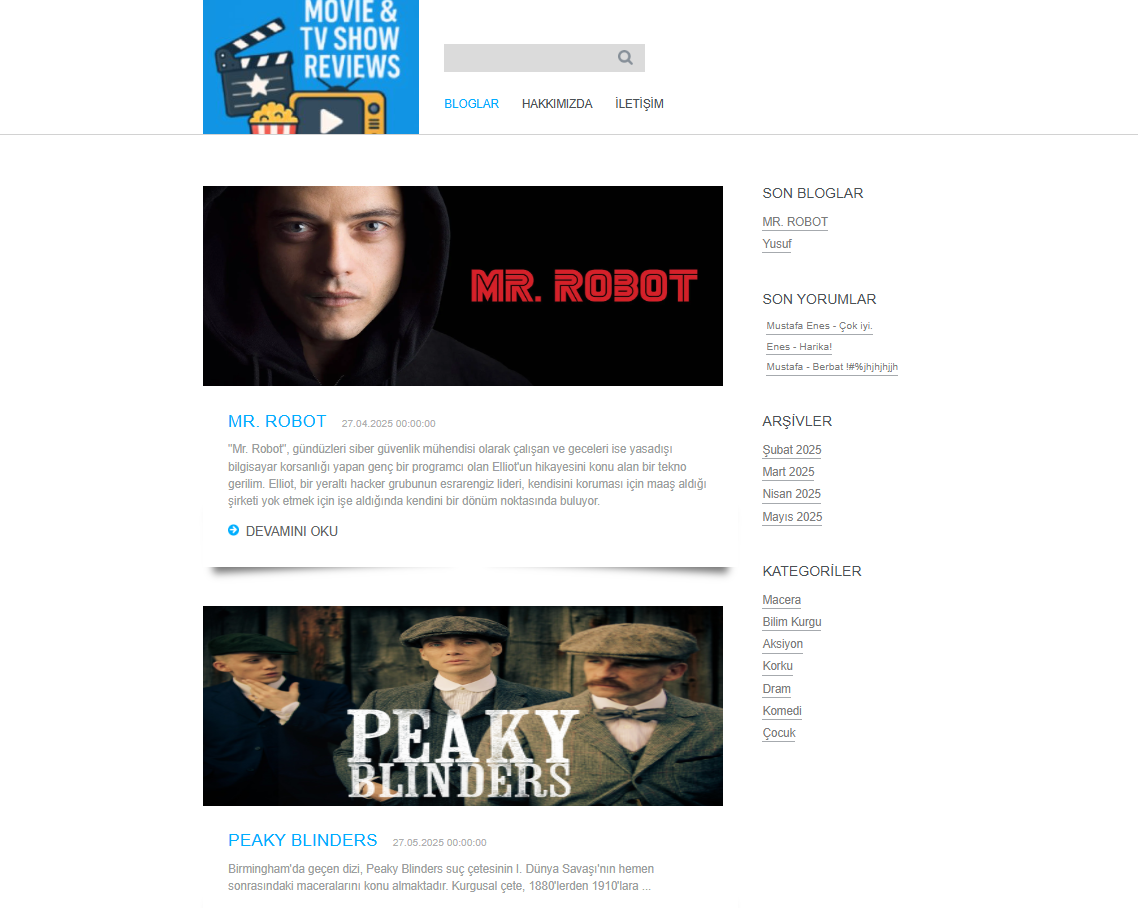 MOVIE &
TV SHOW
REVIEWS
BLOGLAR HAKKIMIZDA İLETİŞİM
MR. ROBOT
MR. ROBOT 27.04.2025 00:00:00
"Mr. Robot", gündüzleri siber güvenlik mühendisi olarak çalışan ve geceleri ise yasadışı
bilgisayar korsanlığı yapan genç bir programcı olan Elliot'un hikayesini konu alan bir tekno
gerilim. Elliot, bir yeraltı hacker grubunun esrarengiz lideri, kendisini koruması için maaş aldığı
şirketi yok etmek için işe aldığında kendini bir dönüm noktasında buluyor.
DEVAMINI OKU
PEAKY
BLINDERS
PEAKY BLINDERS 27.05.2025 00:00:00
Birmingham'da geçen dizi, Peaky Blinders suç çetesinin I. Dünya Savaşı'nın hemen
sonrasındaki maceralarını konu almaktadır. Kurgusal çete, 1880'lerden 1910'lara ...
SON BLOGLAR
MR. ROBOT
Yusuf
SON YORUMLAR
Mustafa Enes - Çok iyi.
Enes - Harika!
Mustafa - Berbat !#%jhjhjhjjh
ARŞİVLER
Şubat 2025
Mart 2025
Nisan 2025
Mayıs 2025
KATEGORİLER
Macera
Bilim Kurgu
Aksiyon
Korku
Dram
Komedi
Çocuk